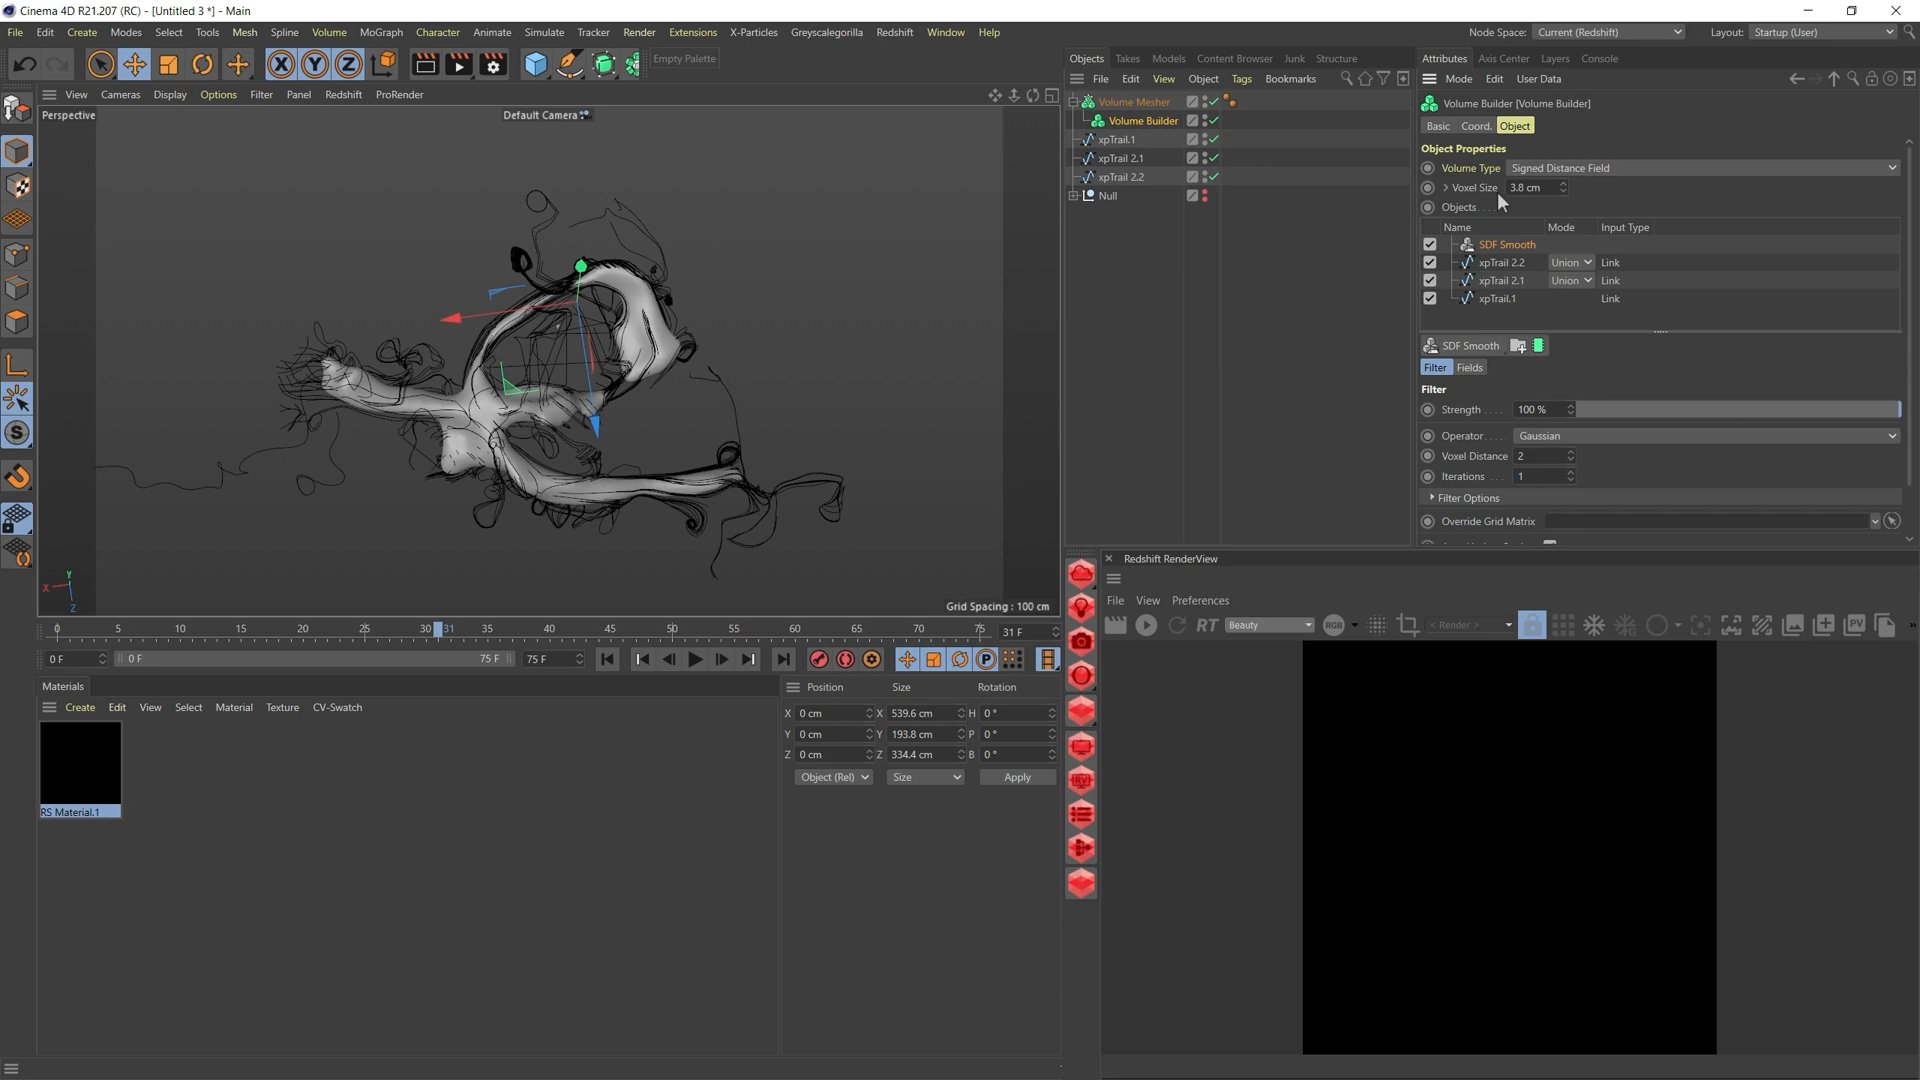 Cinema 4D R21.207 (RC) - [Untitled 3 *] - Main
File Edit Create Modes Select Tools Mesh Spline Volume MoGraph Character Animate Simulate Tracker Render Extensions X-Particles Greyscalegorilla Redshift Window Help
Node Space: Current (Redshift) Layout: Startup (User)
Empty Palette
Objects Takes Models Content Browser Junk Structure
Attributes Axis Center Layers Console
File Edit View Object Tags Bookmarks
Mode Edit User Data
View Cameras Display Options Filter Panel Redshift ProRender
Perspective
Default Camera
Volume Mesher
Volume Builder
xpTrail.1
xpTrail 2.1
xpTrail 2.2
Null
Volume Builder [Volume Builder]
Basic Coord. Object
Object Properties
Volume Type Signed Distance Field
Voxel Size 3.8 cm
Objects . . .
Name Mode Input Type
SDF Smooth
xpTrail 2.2 Union Link
xpTrail 2.1 Union Link
xpTrail.1 Link
SDF Smooth
Filter Fields
Filter
Strength . . . . . 100 %
Operator . . . . . Gaussian
Voxel Distance 2
Iterations . . . 1
Filter Options
Override Grid Matrix
X Y Z
Grid Spacing : 100 cm
0 5 10 15 20 25 30 31 35 40 45 50 55 60 65 70 75 31 F
0 F 0 F 75 F 75 F
Materials
Create Edit View Select Material Texture CV-Swatch
RS Material.1
Position Size Rotation
X 0 cm X 539.6 cm H 0 °
Y 0 cm Y 193.8 cm P 0 °
Z 0 cm Z 334.4 cm B 0 °
Object (Rel) Size Apply
Redshift RenderView
File View Preferences
RT Beauty RGB < Render > PV
RV